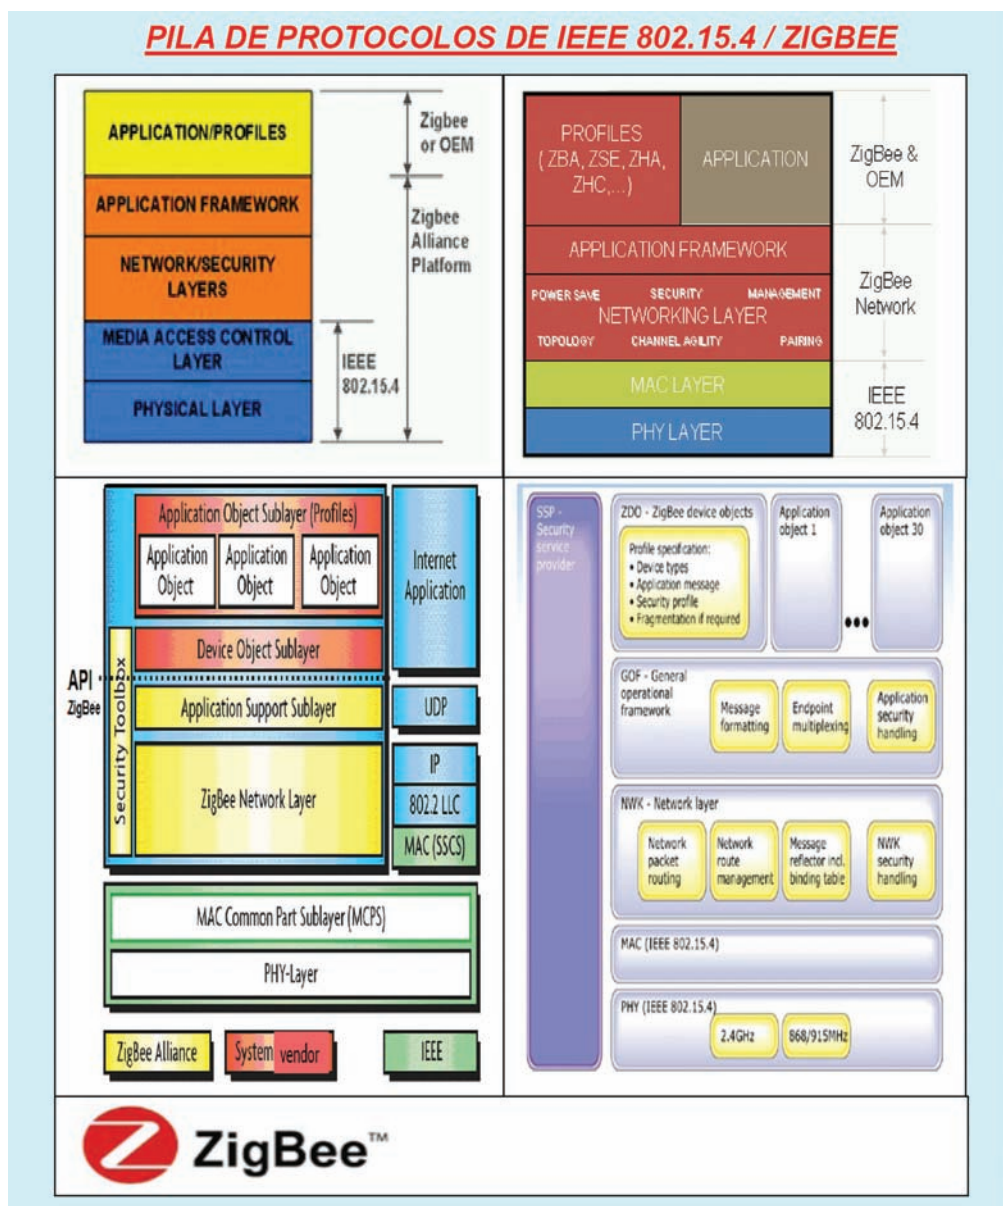 PILA DE PROTOCOLOS DE IEEE 802.15.4 / ZIGBEE
APPLICATION/PROFILES
APPLICATION FRAMEWORK
NETWORK/SECURITY
LAYERS
MEDIA ACCESS CONTROL
LAYER
PHYSICAL LAYER
Zigbee
or OEM
Zigbee
Alliance
Platform
IEEE
802.15.4
PROFILES
( ZBA, ZSE, ZHA,
ZHC,...)
APPLICATION
APPLICATION FRAMEWORK
POWER SAVE SECURITY MANAGEMENT
NETWORKING LAYER
TOPOLOGY CHANNEL AGILITY PAIRING
MAC LAYER
PHY LAYER
ZigBee &
OEM
ZigBee
Network
IEEE
802.15.4
API
ZigBee
Security Toolbox
Application Object Sublayer (Profiles)
Application
Object
Application
Object
Application
Object
Device Object Sublayer
Application Support Sublayer
ZigBee Network Layer
Internet
Application
UDP
IP
802.2 LLC
MAC (SSCS)
MAC Common Part Sublayer (MCPS)
PHY-Layer
ZigBee Alliance
System vendor
IEEE
SSP -
Security
service
provider
ZDO - ZigBee device objects
Profile specification:
• Device types
• Application message
• Security profile
• Fragmentation if required
Application
object 1
•••
Application
object 30
GOF - General
operational
framework
Message
formatting
Endpoint
multiplexing
Application
security
handling
NWK - Network layer
Network
packet
routing
Network
route
management
Message
reflector incl.
binding table
NWK
security
handling
MAC (IEEE 802.15.4)
PHY (IEEE 802.15.4)
2.4GHz
868/915MHz
ZigBee™